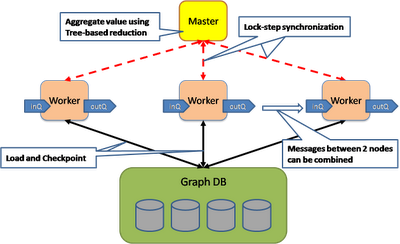 Aggregate value using
Tree-based reduction
Master
Lock-step synchronization
inQ
Worker
outQ
inQ
Worker
outQ
inQ
Worker
outQ
Load and Checkpoint
Messages between 2 nodes
can be combined
Graph DB